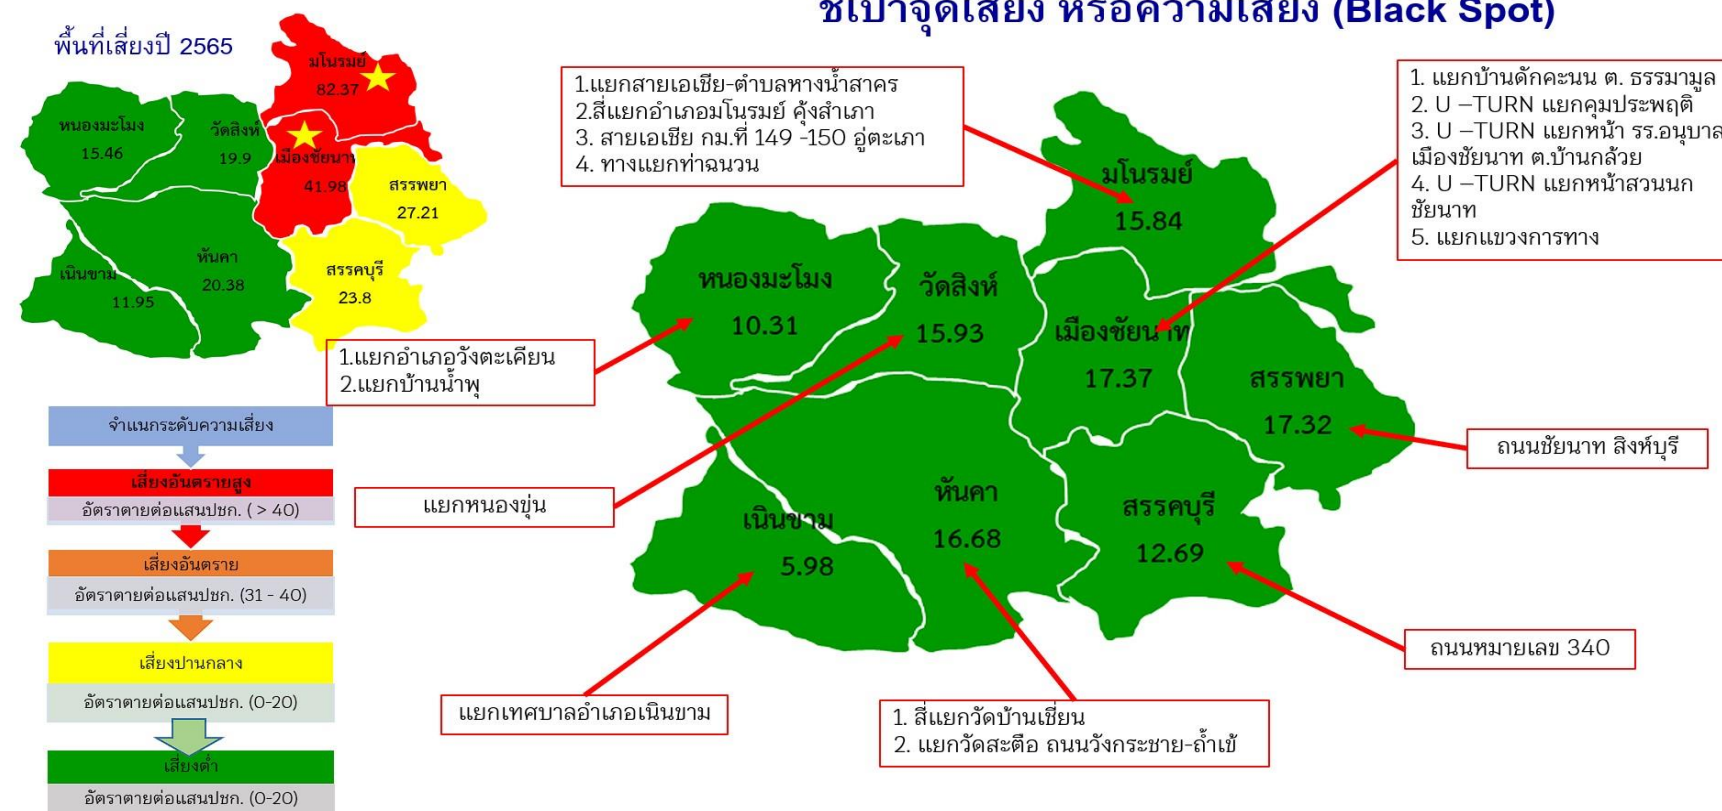 ชี้เป้าจุดเสี่ยง หรือความเสี่ยง (Black Spot)
พื้นที่เสี่ยงปี 2565
มโนรมย์
82.37
หนองมะโมง
15.46
วัดสิงห์
19.9
เมืองชัยนาท
41.98
สรรพยา
27.21
หันคา
20.38
เนินขาม
11.95
สรรคบุรี
23.8
1.แยกสายเอเชีย-ตำบลหางน้ำสาคร
2.สี่แยกอำเภอมโนรมย์ คุ้งสำเภา
3. สายเอเชีย กม.ที่ 149 -150 อู่ตะเภา
4. ทางแยกท่าฉนวน
1. แยกบ้านดักคะนน ต. ธรรมามูล
2. U –TURN แยกคุมประพฤติ
3. U –TURN แยกหน้า รร.อนุบาล
เมืองชัยนาท ต.บ้านกล้วย
4. U –TURN แยกหน้าสวนนก
ชัยนาท
5. แยกแขวงการทาง
มโนรมย์
15.84
หนองมะโมง
10.31
วัดสิงห์
15.93
เมืองชัยนาท
17.37
สรรพยา
17.32
หันคา
16.68
สรรคบุรี
12.69
เนินขาม
5.98
1.แยกอำเภอวังตะเคียน
2.แยกบ้านน้ำพุ
แยกหนองขุ่น
ถนนชัยนาท สิงห์บุรี
ถนนหมายเลข 340
แยกเทศบาลอำเภอเนินขาม
1. สี่แยกวัดบ้านเชี่ยน
2. แยกวัดสะตือ ถนนวังกระชาย-ถ้ำเข้
จำแนกระดับความเสี่ยง
เสี่ยงอันตรายสูง
อัตราตายต่อแสนปชก. ( > 40)
เสี่ยงอันตราย
อัตราตายต่อแสนปชก. (31 - 40)
เสี่ยงปานกลาง
อัตราตายต่อแสนปชก. (0-20)
เสี่ยงต่ำ
อัตราตายต่อแสนปชก. (0-20)